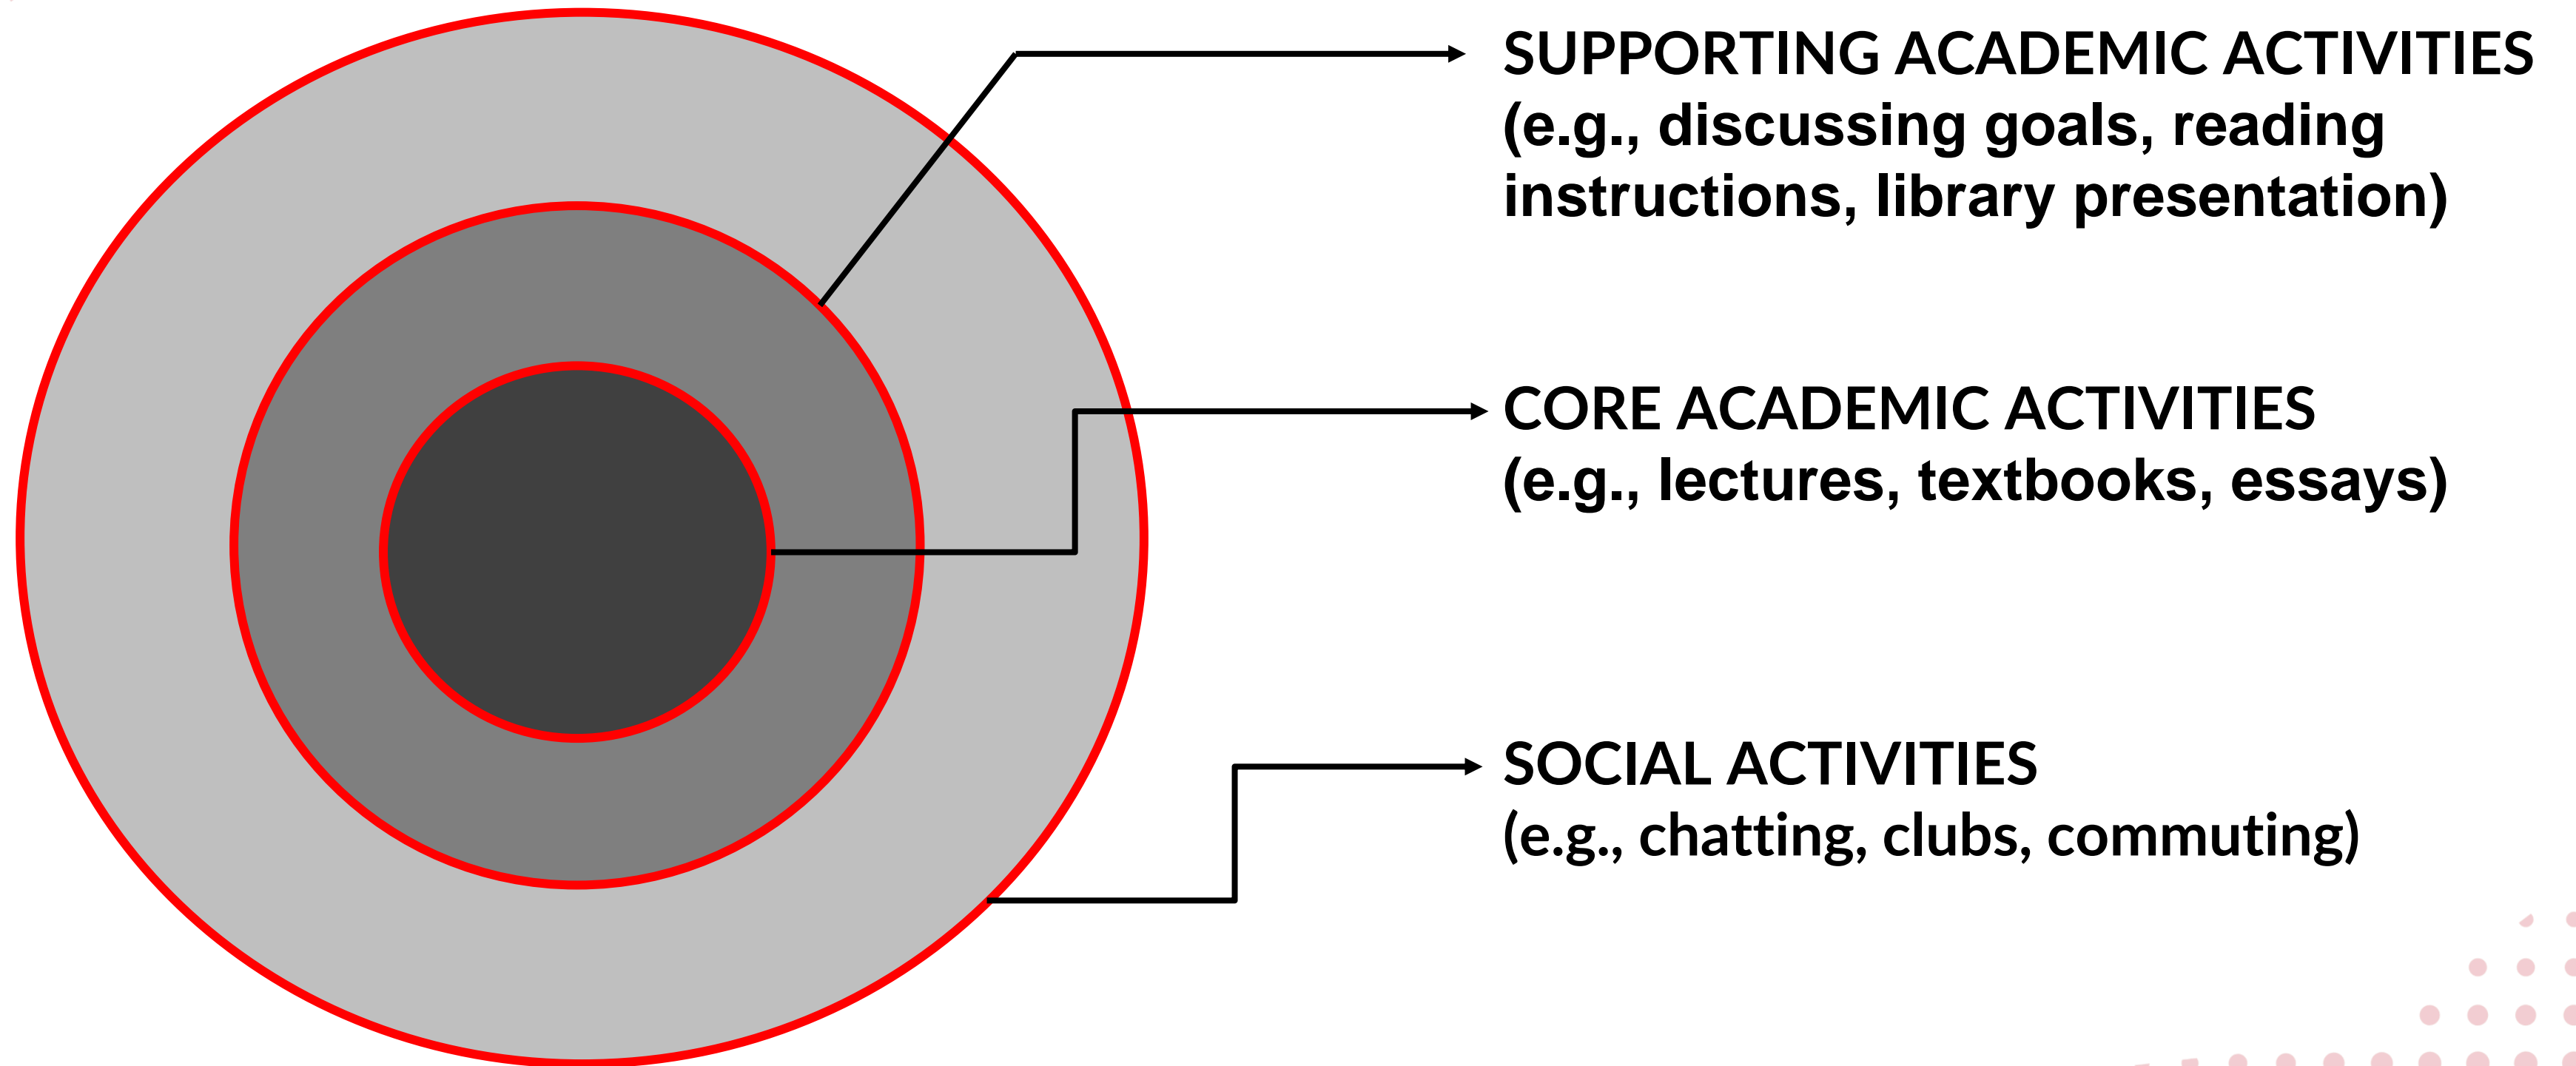 SUPPORTING ACADEMIC ACTIVITIES
(e.g., discussing goals, reading
instructions, library presentation)
CORE ACADEMIC ACTIVITIES
(e.g., lectures, textbooks, essays)
SOCIAL ACTIVITIES
(e.g., chatting, clubs, commuting)